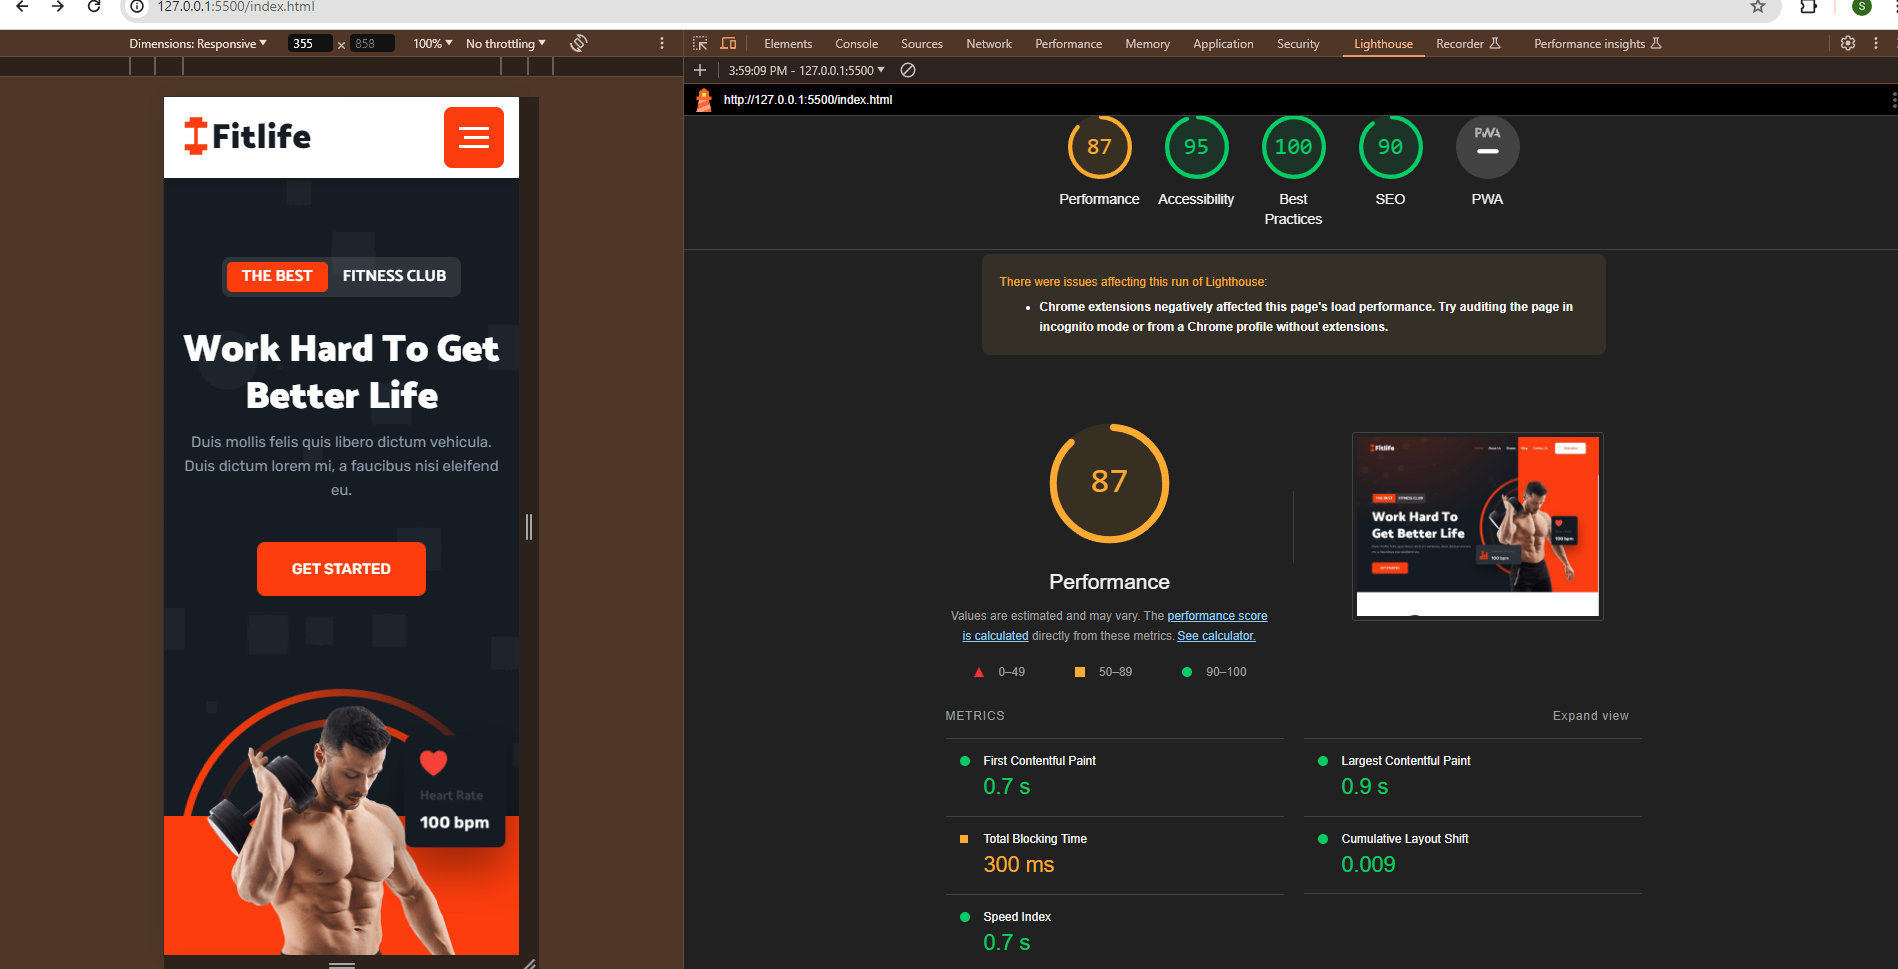 127.0.0.1:5500/index.html
S
Dimensions: Responsive
355 × 858
100%
No throttling
Elements
Console
Sources
Network
Performance
Memory
Application
Security
Lighthouse
Recorder
Performance insights
3:59:09 PM - 127.0.0.1:5500
http://127.0.0.1:5500/index.html
Fitlife
THE BEST
FITNESS CLUB
Work Hard To Get
Better Life
Duis mollis felis quis libero dictum vehicula.
Duis dictum lorem mi, a faucibus nisi eleifend
eu.
GET STARTED
Heart Rate
100 bpm
87
95
100
90
PWA
Performance
Accessibility
Best
Practices
SEO
PWA
There were issues affecting this run of Lighthouse:
Chrome extensions negatively affected this page's load performance. Try auditing the page in
incognito mode or from a Chrome profile without extensions.
87
Performance
Values are estimated and may vary. The performance score
is calculated directly from these metrics. See calculator.
0–49
50–89
90–100
Fitlife
THE BEST
FITNESS CLUB
Work Hard To
Get Better Life
100 bpm
100 bpm
METRICS
Expand view
First Contentful Paint
0.7 s
Largest Contentful Paint
0.9 s
Total Blocking Time
300 ms
Cumulative Layout Shift
0.009
Speed Index
0.7 s